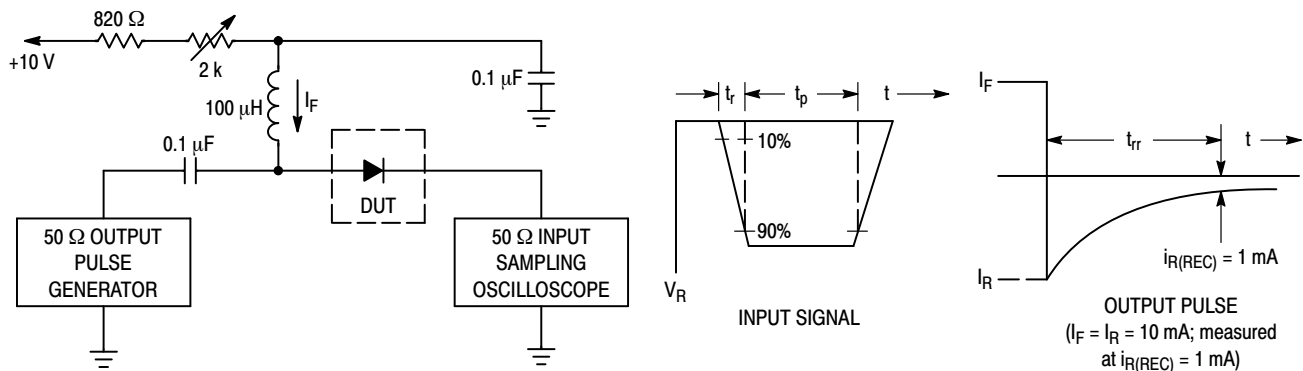 820 Ω
+10 V
2 k
100 μH
I_F
0.1 μF
0.1 μF
DUT
50 Ω OUTPUT
PULSE
GENERATOR
50 Ω INPUT
SAMPLING
OSCILLOSCOPE
t_r
t_p
t
10%
90%
V_R
INPUT SIGNAL
I_F
t_rr
t
I_R
i_R(REC) = 1 mA
OUTPUT PULSE
(I_F = I_R = 10 mA; measured
at i_R(REC) = 1 mA)